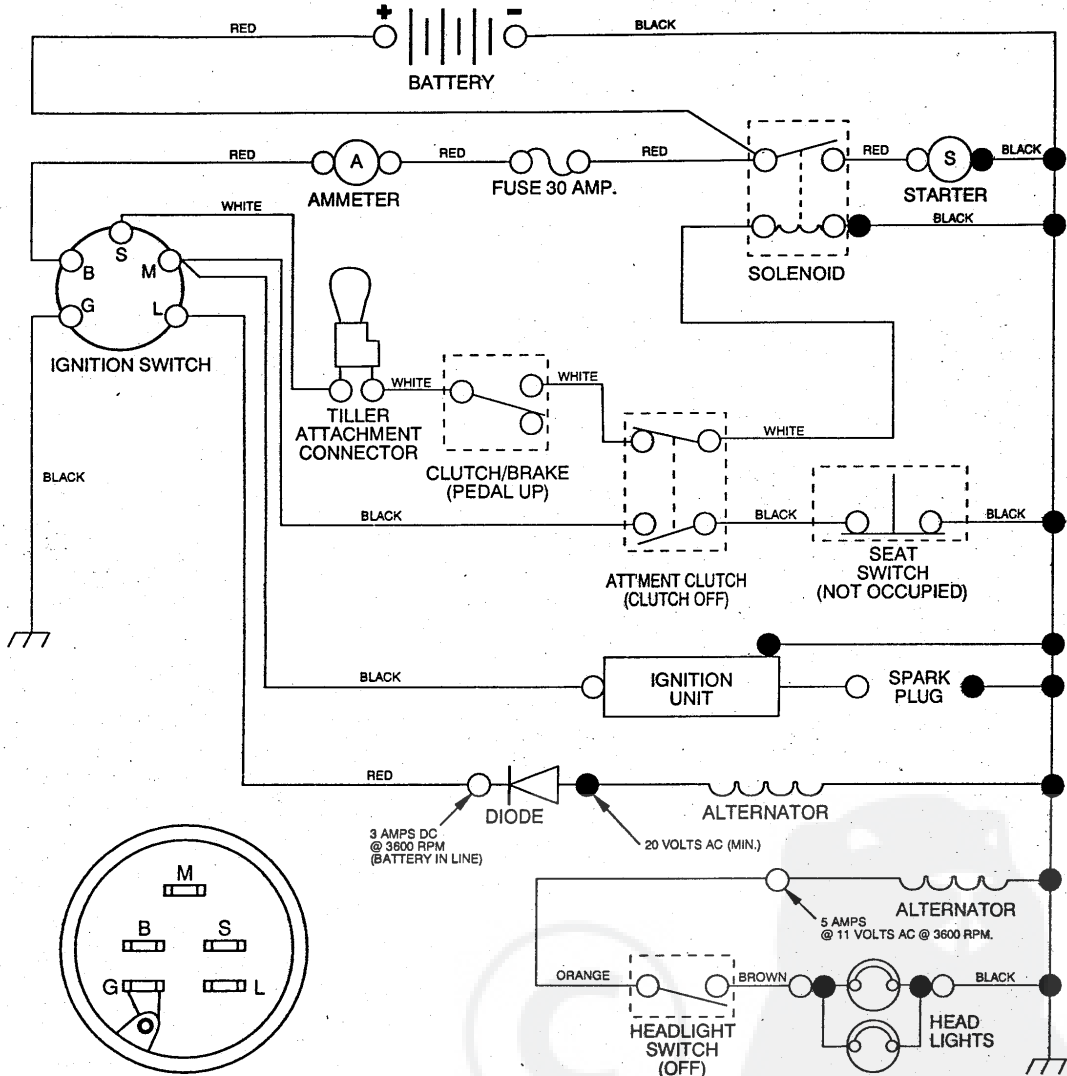 + -
RED
BLACK
BATTERY
RED
A
RED
RED
RED
S
BLACK
AMMETER
FUSE 30 AMP.
STARTER
WHITE
BLACK
S
B
M
G
L
SOLENOID
IGNITION SWITCH
WHITE
WHITE
TILLER
ATTACHMENT
CONNECTOR
WHITE
CLUTCH/BRAKE
(PEDAL UP)
BLACK
BLACK
BLACK
BLACK
ATT'MENT CLUTCH
(CLUTCH OFF)
SEAT
SWITCH
(NOT OCCUPIED)
BLACK
IGNITION
UNIT
SPARK
PLUG
RED
DIODE
ALTERNATOR
3 AMPS DC
@ 3600 RPM
(BATTERY IN LINE)
20 VOLTS AC (MIN.)
M
B
S
G
L
ALTERNATOR
5 AMPS
@ 11 VOLTS AC @ 3600 RPM.
ORANGE
BROWN
BLACK
HEADLIGHT
SWITCH
(OFF)
HEAD
LIGHTS
©